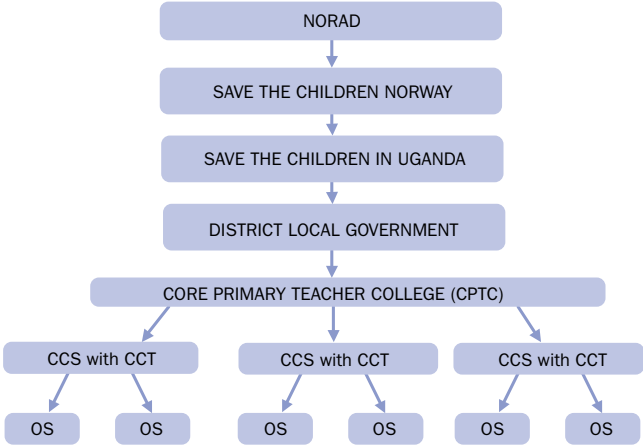 NORAD
SAVE THE CHILDREN NORWAY
SAVE THE CHILDREN IN UGANDA
DISTRICT LOCAL GOVERNMENT
CORE PRIMARY TEACHER COLLEGE (CPTC)
CCS with CCT
CCS with CCT
CCS with CCT
OS
OS
OS
OS
OS
OS